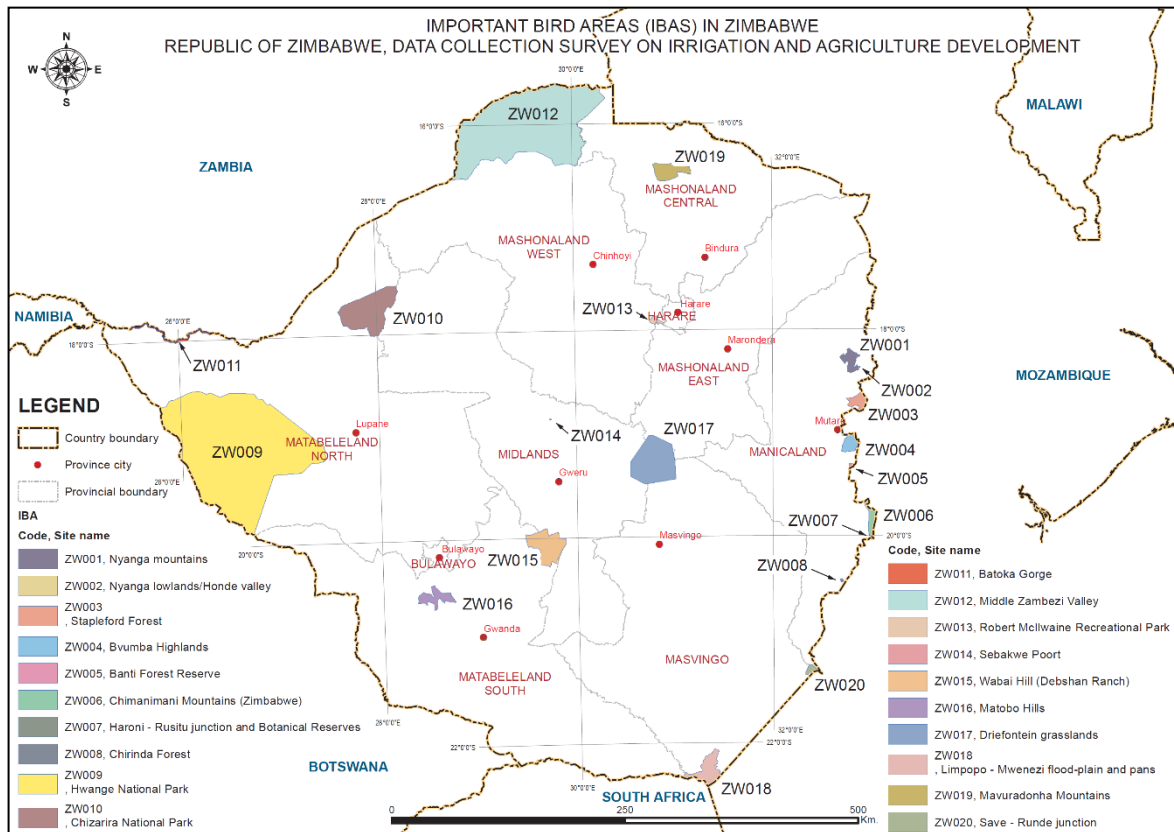 IMPORTANT BIRD AREAS (IBAS) IN ZIMBABWE
REPUBLIC OF ZIMBABWE, DATA COLLECTION SURVEY ON IRRIGATION AND AGRICULTURE DEVELOPMENT
N
W E
S
30°0'0"E
MALAWI
ZW012
16°0'0"S
16°0'0"S
ZAMBIA
ZW019
32°0'0"E
MASHONALAND
CENTRAL
28°0'0"E
MASHONALAND
WEST
Bindura
Chinhoyi
NAMIBIA
26°0'0"E
ZW010
ZW013
Harare
HARARE
18°0'0"S
18°0'0"S
ZW011
Marondera
ZW001
MASHONALAND
EAST
ZW002
MOZAMBIQUE
LEGEND
Country boundary
Province city
Provincial boundary
ZW003
Lupane
Mutare
ZW014
ZW017
MATABELELAND
NORTH
ZW009
MIDLANDS
MANICALAND
ZW004
Gweru
ZW005
26°0'0"E
ZW007
ZW006
20°0'0"S
20°0'0"S
Masvingo
Bulawayo
BULAWAYO
ZW015
ZW008
ZW016
Gwanda
MASVINGO
MATABELELAND
SOUTH
ZW020
28°0'0"E
32°0'0"E
22°0'0"S
22°0'0"S
BOTSWANA
30°0'0"E
ZW018
SOUTH AFRICA
0 250 500
Km.
IBA
Code, Site name
ZW001, Nyanga mountains
ZW002, Nyanga lowlands/Honde valley
ZW003
, Stapleford Forest
ZW004, Bvumba Highlands
ZW005, Banti Forest Reserve
ZW006, Chimanimani Mountains (Zimbabwe)
ZW007, Haroni - Rusitu junction and Botanical Reserves
ZW008, Chirinda Forest
ZW009
, Hwange National Park
ZW010
, Chizarira National Park
Code, Site name
ZW011, Batoka Gorge
ZW012, Middle Zambezi Valley
ZW013, Robert McIlwaine Recreational Park
ZW014, Sebakwe Poort
ZW015, Wabai Hill (Debshan Ranch)
ZW016, Matobo Hills
ZW017, Driefontein grasslands
ZW018
, Limpopo - Mwenezi flood-plain and pans
ZW019, Mavuradonha Mountains
ZW020, Save - Runde junction